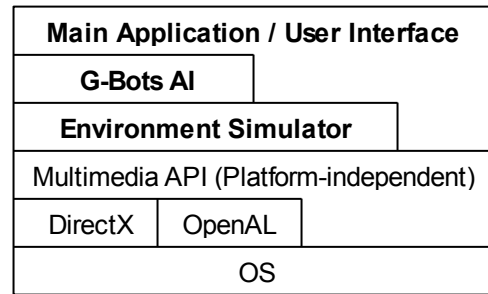 Main Application / User Interface
G-Bots AI
Environment Simulator
Multimedia API (Platform-independent)
DirectX OpenAL
OS